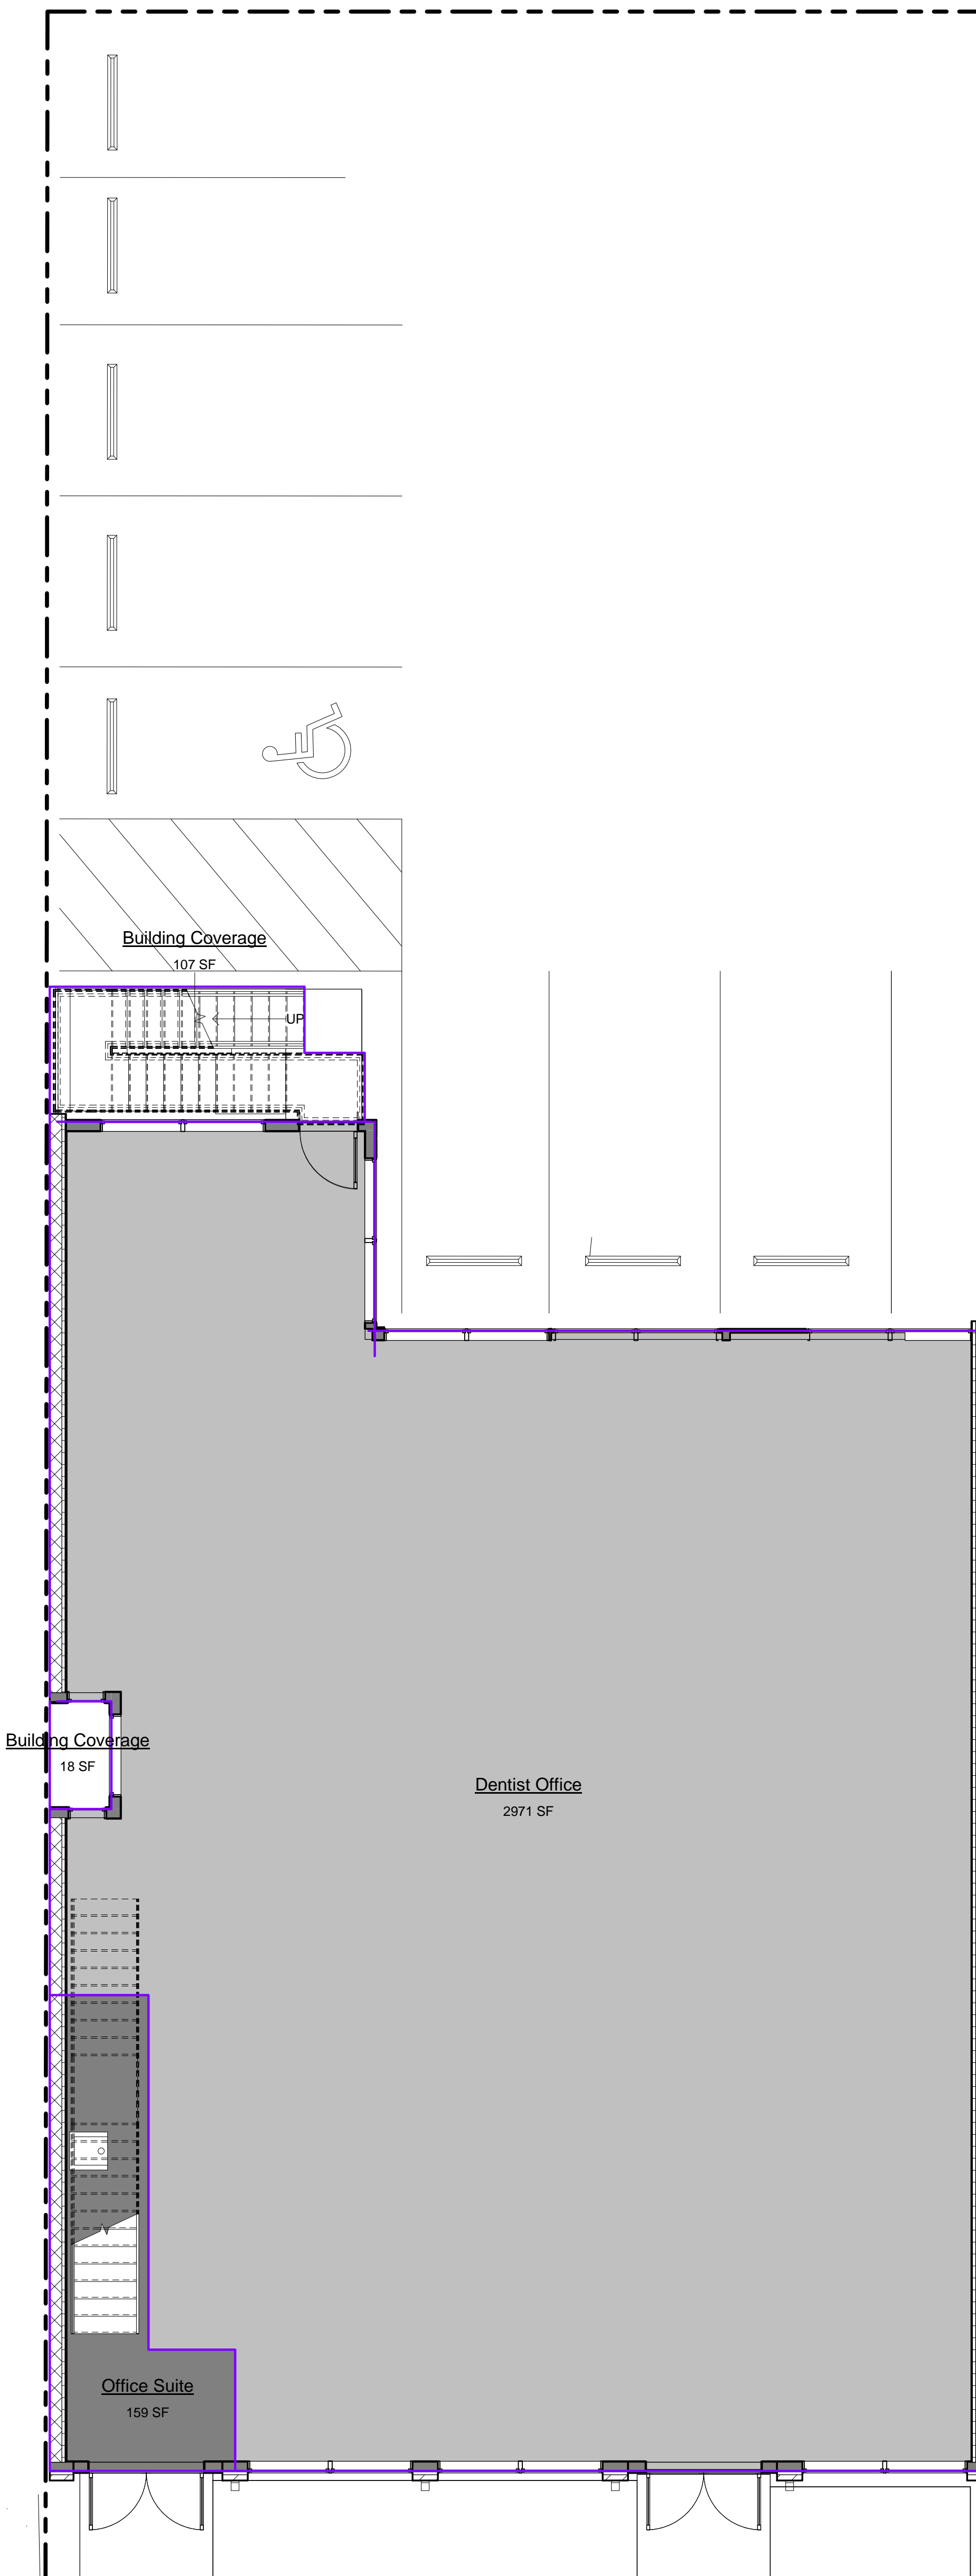 Building Coverage
107 SF
UP
Building Coverage
18 SF
Dentist Office
2971 SF
Office Suite
159 SF